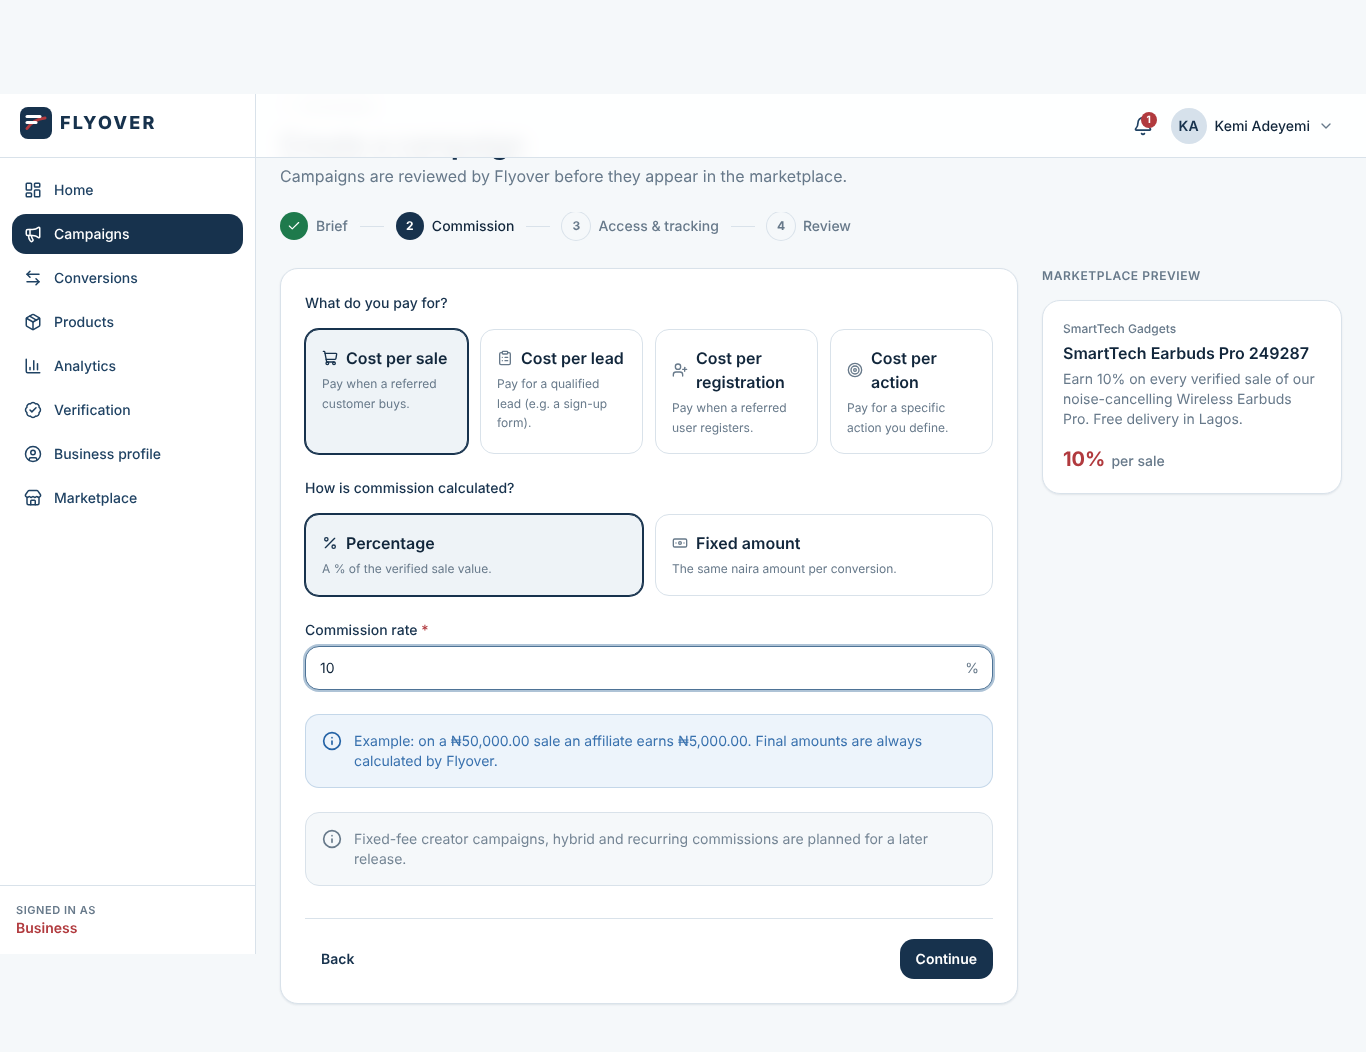 FLYOVER
1
KA
Kemi Adeyemi
Home
Campaigns
Conversions
Products
Analytics
Verification
Business profile
Marketplace
SIGNED IN AS
Business
Campaigns are reviewed by Flyover before they appear in the marketplace.
Brief
2 Commission
3 Access & tracking
4 Review
What do you pay for?
Cost per sale
Pay when a referred
customer buys.
Cost per lead
Pay for a qualified
lead (e.g. a sign-up
form).
Cost per
registration
Pay when a referred
user registers.
Cost per
action
Pay for a specific
action you define.
How is commission calculated?
Percentage
A % of the verified sale value.
Fixed amount
The same naira amount per conversion.
Commission rate *
10 %
Example: on a ₦50,000.00 sale an affiliate earns ₦5,000.00. Final amounts are always
calculated by Flyover.
Fixed-fee creator campaigns, hybrid and recurring commissions are planned for a later
release.
Back
Continue
MARKETPLACE PREVIEW
SmartTech Gadgets
SmartTech Earbuds Pro 249287
Earn 10% on every verified sale of our
noise-cancelling Wireless Earbuds
Pro. Free delivery in Lagos.
10% per sale